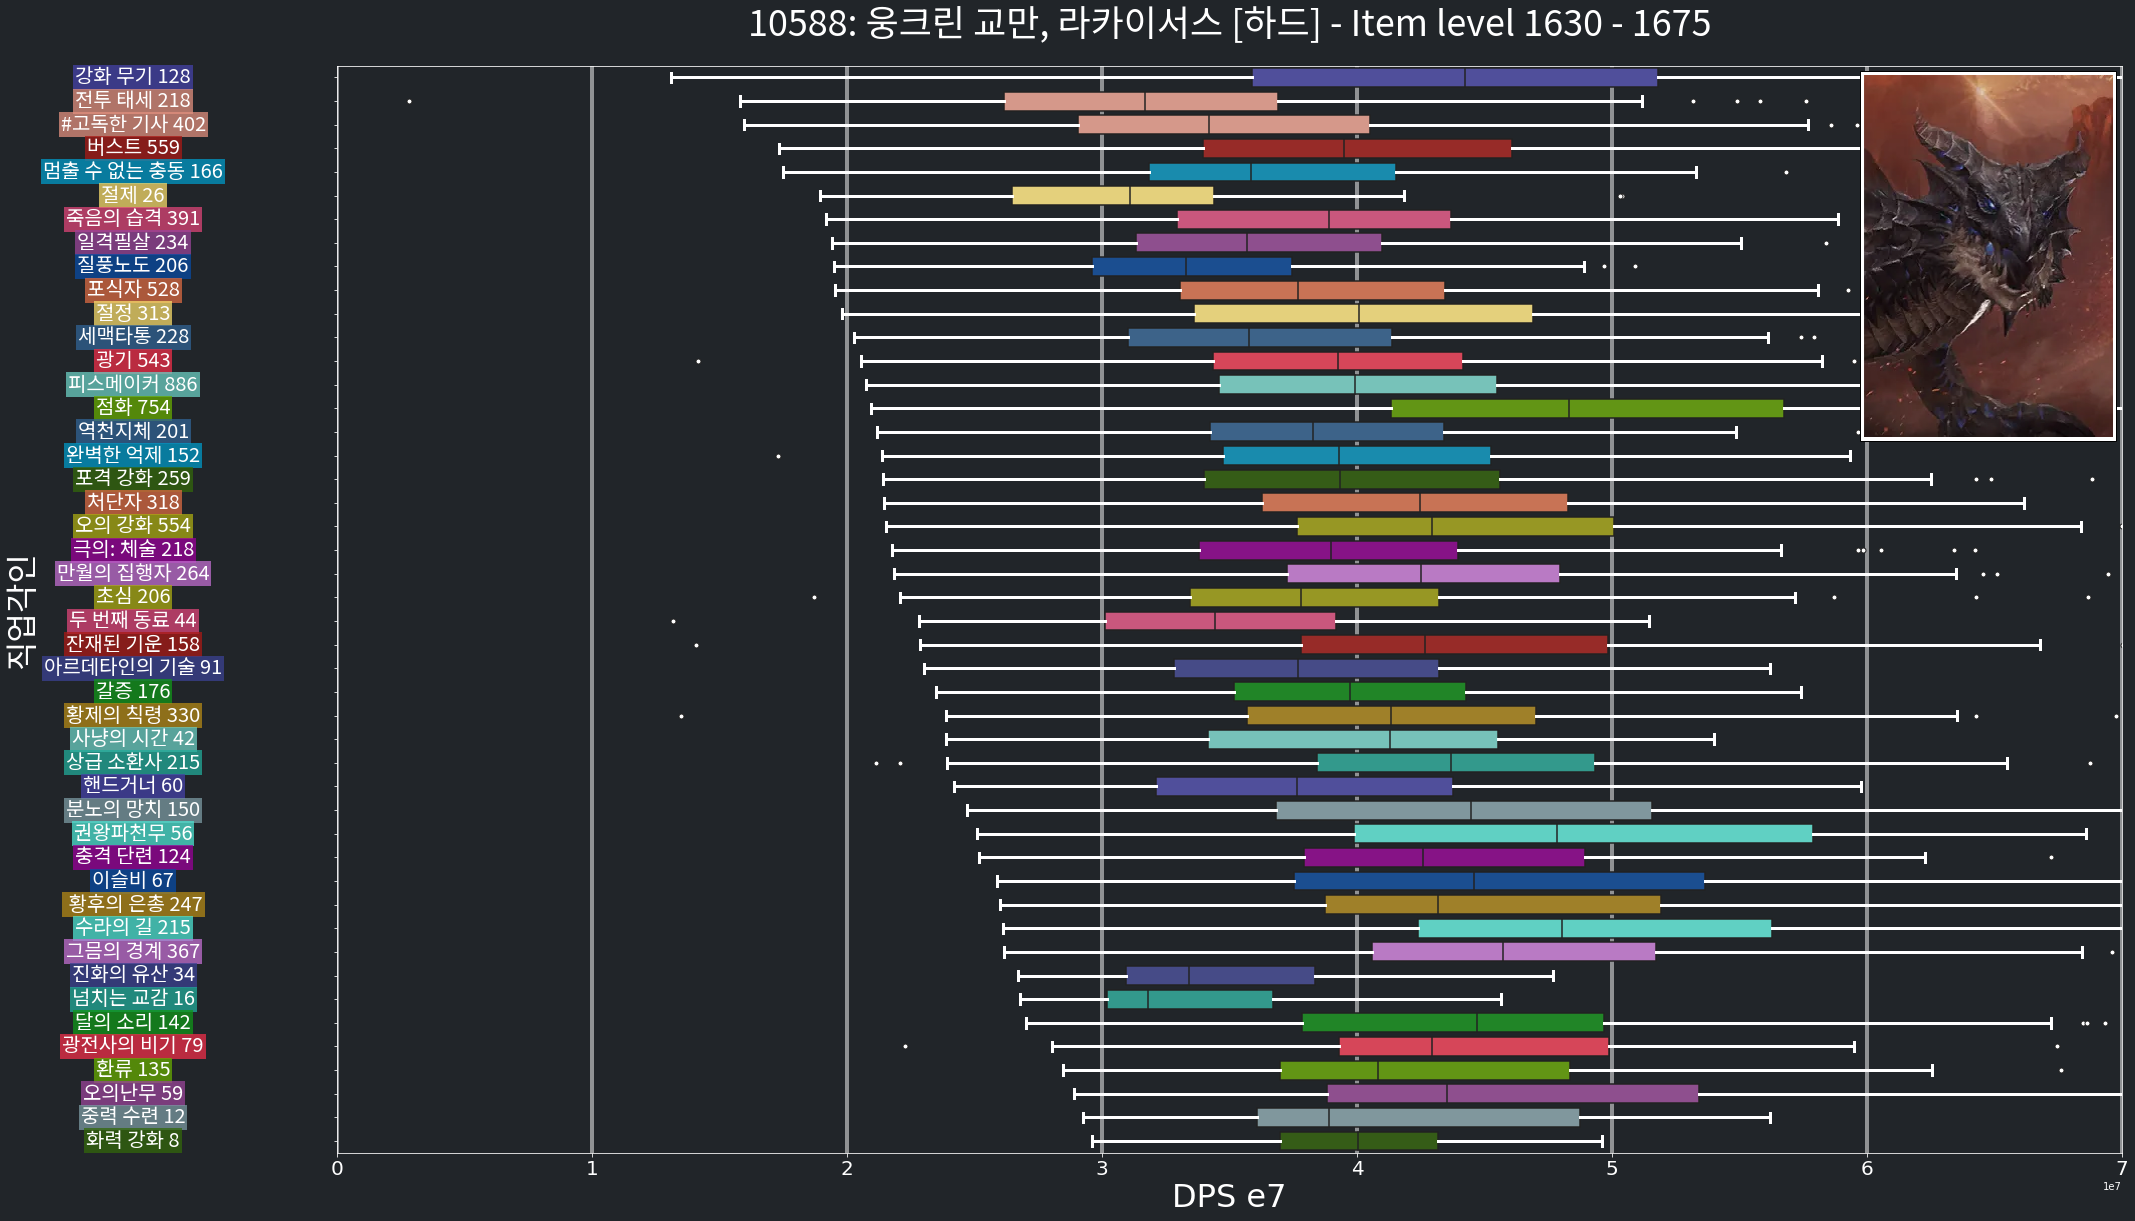 10588: 웅크린 교만, 라카이서스 [하드] - Item level 1630 - 1675
강화 무기 128
전투 태세 218
#고독한 기사 402
버스트 559
멈출 수 없는 충동 166
절제 26
죽음의 습격 391
일격필살 234
질풍노도 206
포식자 528
절정 313
세맥타통 228
광기 543
피스메이커 886
점화 754
역천지체 201
완벽한 억제 152
포격 강화 259
처단자 318
오의 강화 554
극의: 체술 218
만월의 집행자 264
초심 206
두 번째 동료 44
잔재된 기운 158
아르데타인의 기술 91
갈증 176
황제의 칙령 330
사냥의 시간 42
상급 소환사 215
핸드거너 60
분노의 망치 150
권왕파천무 56
충격 단련 124
이슬비 67
황후의 은총 247
수라의 길 215
그믐의 경계 367
진화의 유산 34
넘치는 교감 16
달의 소리 142
광전사의 비기 79
환류 135
오의난무 59
중력 수련 12
화력 강화 8
직업각인
0 1 2 3 4 5 6 7
1e7
DPS e7